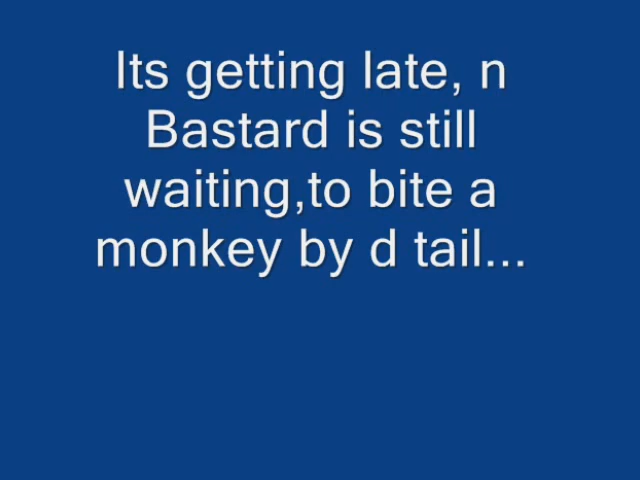 Its getting late, n
Bastard is still
waiting,to bite a
monkey by d tail...